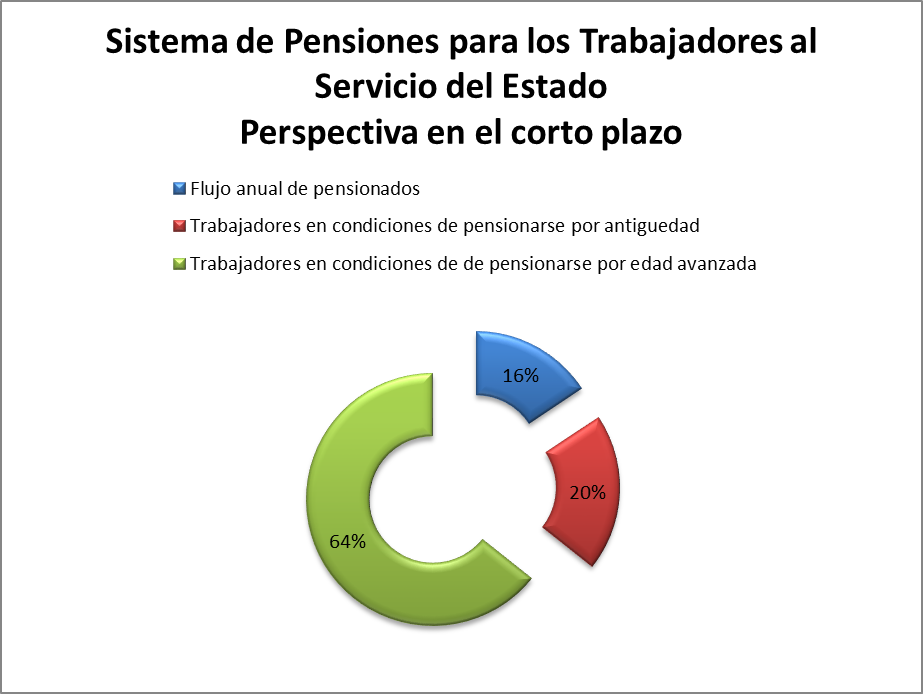 Sistema de Pensiones para los Trabajadores al
Servicio del Estado
Perspectiva en el corto plazo
Flujo anual de pensionados
Trabajadores en condiciones de pensionarse por antiguedad
Trabajadores en condiciones de de pensionarse por edad avanzada
16%
20%
64%